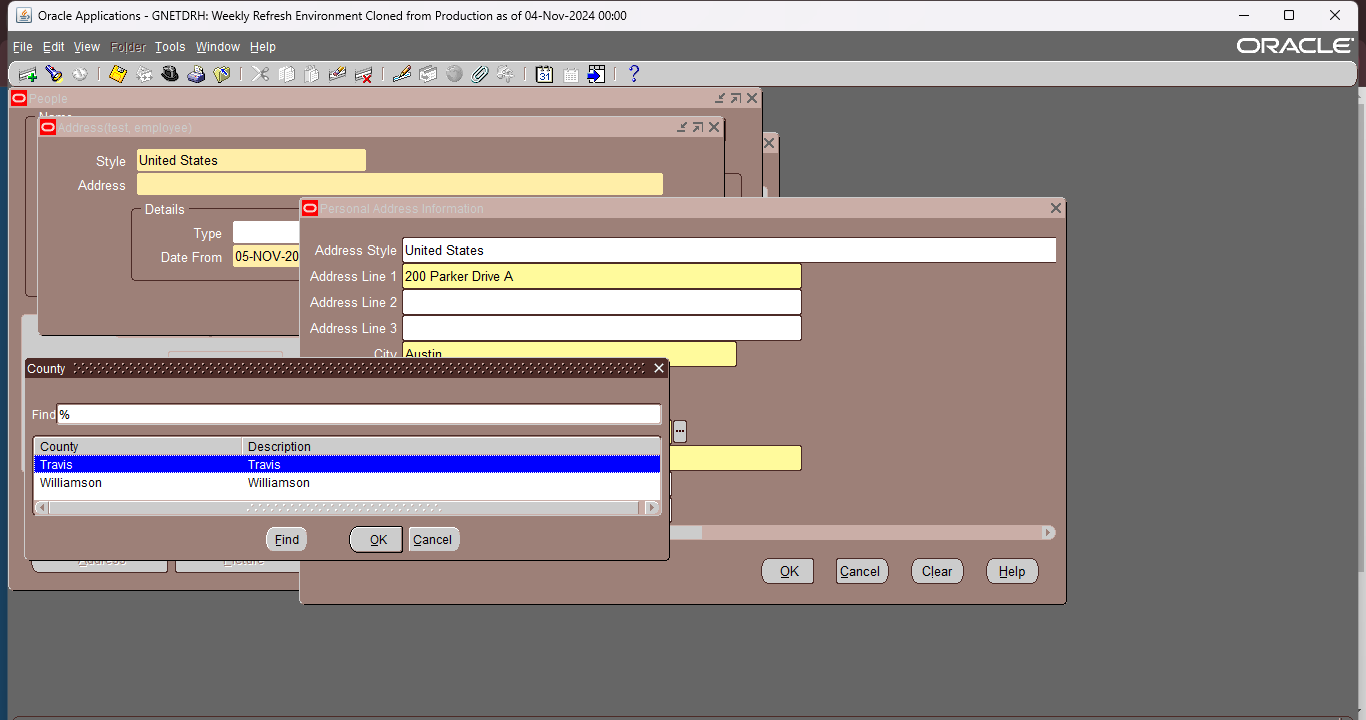 Oracle Applications - GNETDRH: Weekly Refresh Environment Cloned from Production as of 04-Nov-2024 00:00
File Edit View Folder Tools Window Help
ORACLE
31
People
Name
Address(test, employee)
Style United States
Address
Details
Type
Date From 05-NOV-20
Personal Address Information
Address Style United States
Address Line 1 200 Parker Drive A
Address Line 2
Address Line 3
City Austin
County
Find %
County Description
Travis Travis
Williamson Williamson
Find OK Cancel
Address Picture
OK Cancel Clear Help